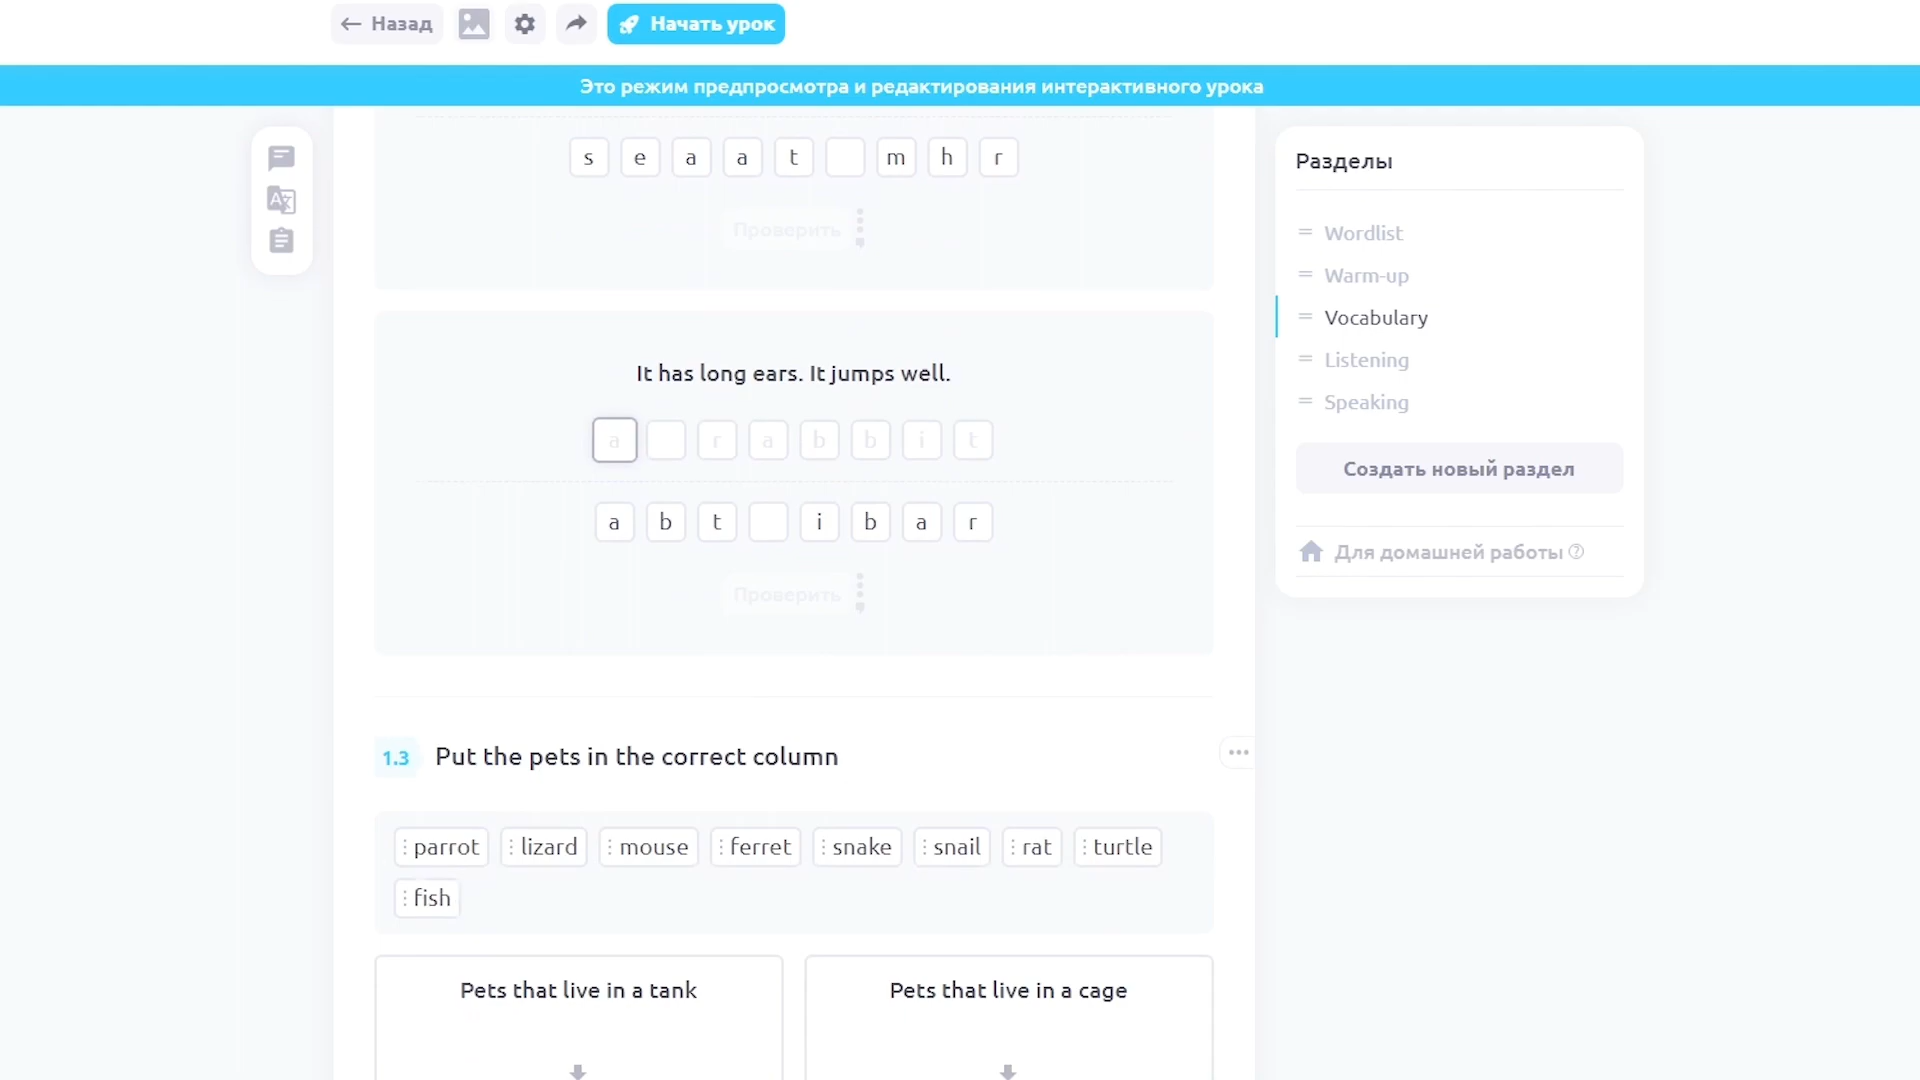 Назад
Начать урок
Это режим предпросмотра и редактирования интерактивного урока
s e a a t m h r
Проверить
It has long ears. It jumps well.
a r a b b i t
a b t i b a r
Проверить
1.3 Put the pets in the correct column
parrot lizard mouse ferret snake snail rat turtle
fish
Pets that live in a tank
Pets that live in a cage
Разделы
Wordlist
Warm-up
Vocabulary
Listening
Speaking
Создать новый раздел
Для домашней работы ?